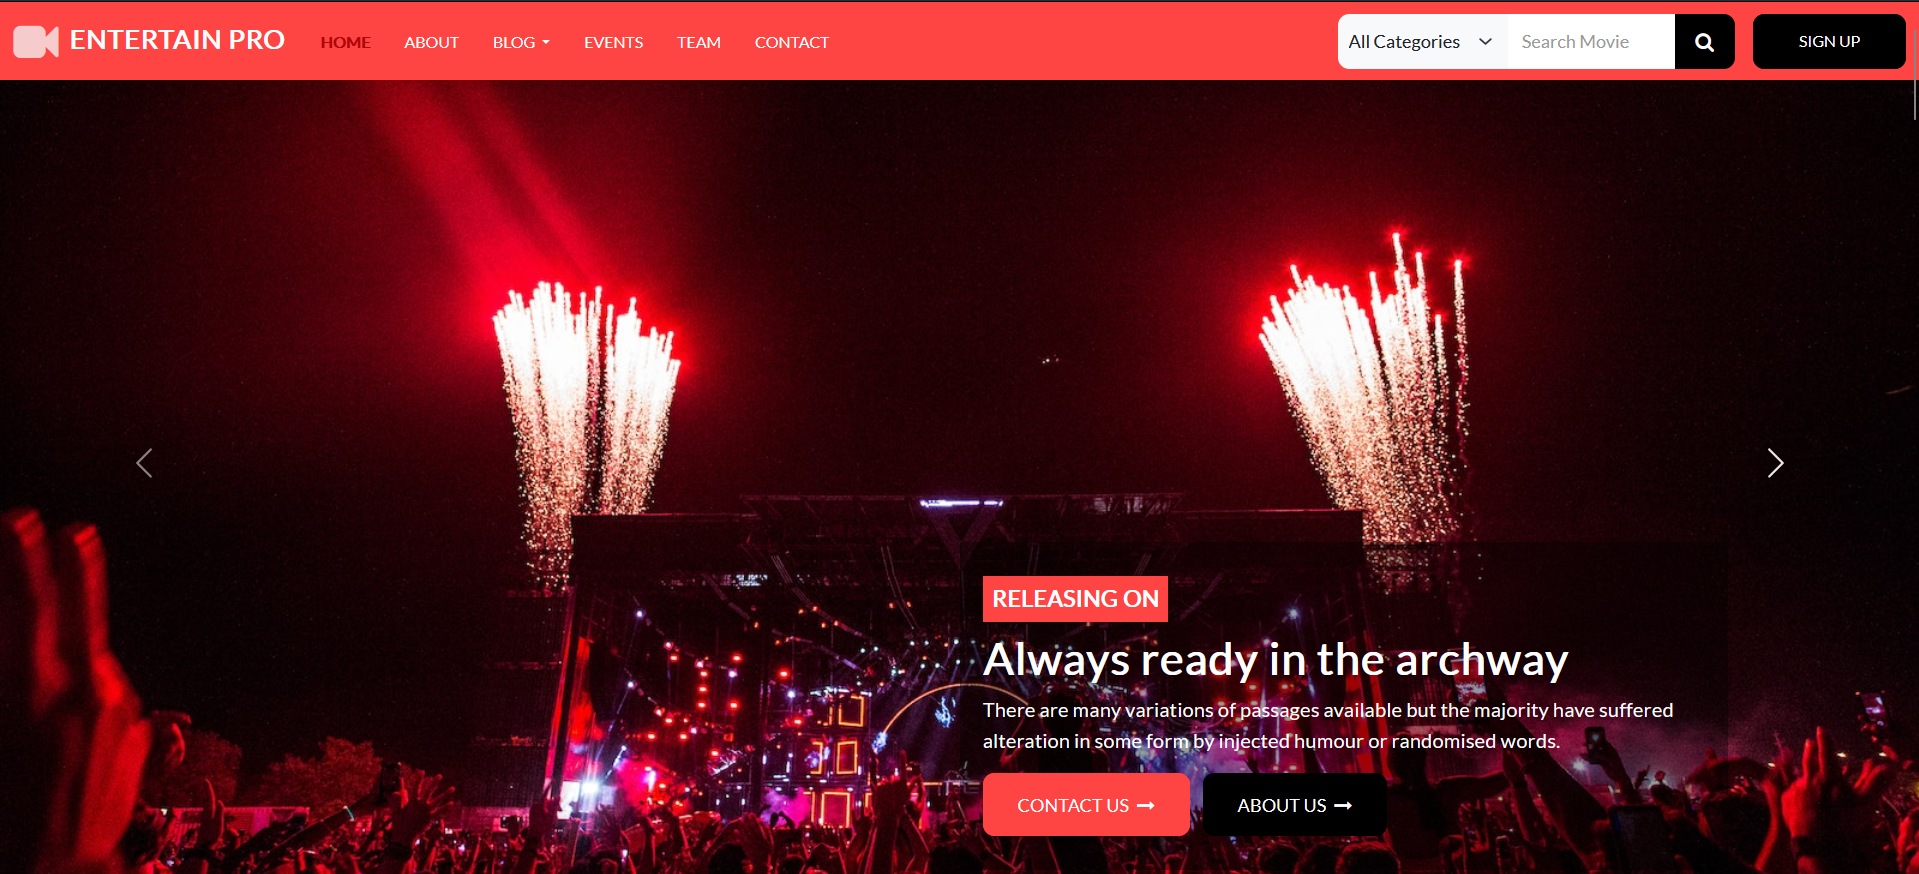 ENTERTAIN PRO
HOME
ABOUT
BLOG
EVENTS
TEAM
CONTACT
All Categories
Search Movie
SIGN UP
RELEASING ON
Always ready in the archway
There are many variations of passages available but the majority have suffered
alteration in some form by injected humour or randomised words.
CONTACT US
ABOUT US